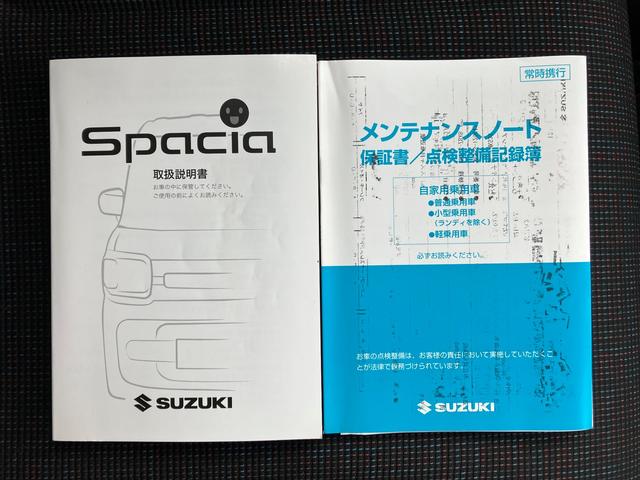 Spacia
取扱説明書
お車の中に保管してください。
ご使用の前によくお読みください。
SUZUKI
常時携行
メンテナンスノート
保証書／点検整備記録簿
自家用乗用車
●普通乗用車
●小型乗用車
（ランディを除く）
●軽乗用車
必ずお読みください。
お車の点検整備は、お客様の責任において実施していただくこ
とが法律で義務づけられています。
SUZUKI